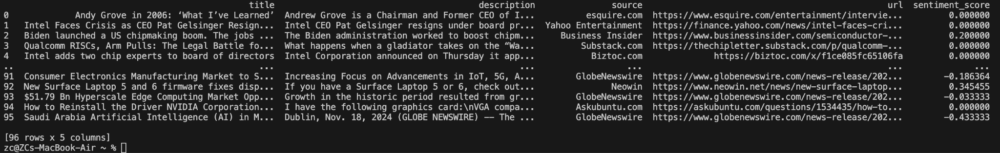 title description source url sentiment_score
0 Andy Grove in 2006: ‘What I’ve Learned’ Andrew Grove is a Chairman and Former CEO of I... esquire.com https://www.esquire.com/entertainment/intervie... 0.000000
1 Intel Faces Crisis as CEO Pat Gelsinger Resign... Intel CEO Pat Gelsinger resigns under board pr... Yahoo Entertainment https://finance.yahoo.com/news/intel-faces-cri... 0.000000
2 Biden launched a US chipmaking boom. The jobs ... The Biden administration worked to boost chipm... Business Insider https://www.businessinsider.com/semiconductor-... 0.200000
3 Qualcomm RISCs, Arm Pulls: The Legal Battle fo... What happens when a gladiator takes on the “Wa... Substack.com https://thechipletter.substack.com/p/qualcomm-... 0.000000
4 Intel adds two chip experts to board of directors Intel Corporation announced on Thursday it app... Biztoc.com https://biztoc.com/x/f1ce085fc65106fa 0.000000
.. ... ... ... ... ...
91 Consumer Electronics Manufacturing Market to S... Increasing Focus on Advancements in IoT, 5G, A... GlobeNewswire https://www.globenewswire.com/news-release/202... -0.186364
92 New Surface Laptop 5 and 6 firmware fixes disp... If you have a Surface Laptop 5 or 6, check out... Neowin https://www.neowin.net/news/new-surface-laptop... 0.345455
93 $51.79 Bn Hyperscale Edge Computing Market Opp... Growth in the historic period resulted from gr... GlobeNewswire https://www.globenewswire.com/news-release/202... -0.033333
94 How to Reinstall the Driver NVIDIA Corporation... I have the following graphics card:\nVGA compa... Askubuntu.com https://askubuntu.com/questions/1534435/how-to... 0.000000
95 Saudi Arabia Artificial Intelligence (AI) in M... Dublin, Nov. 18, 2024 (GLOBE NEWSWIRE) -- The ... GlobeNewswire https://www.globenewswire.com/news-release/202... -0.433333
[96 rows x 5 columns]
zc@ZCs-MacBook-Air ~ %